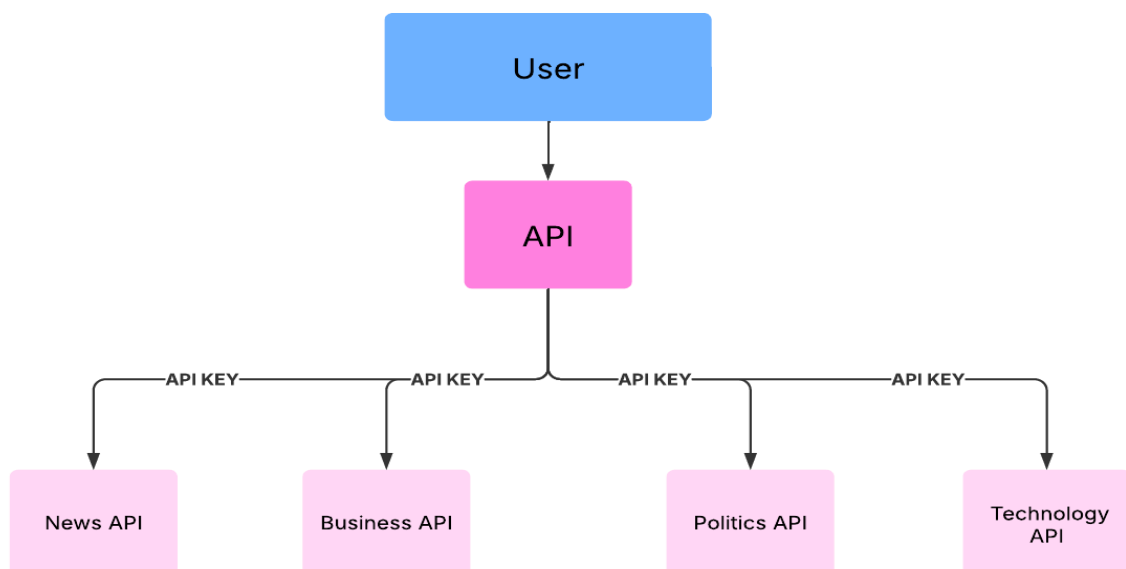 User
API
API KEY
API KEY
API KEY
API KEY
News API
Business API
Politics API
Technology
API